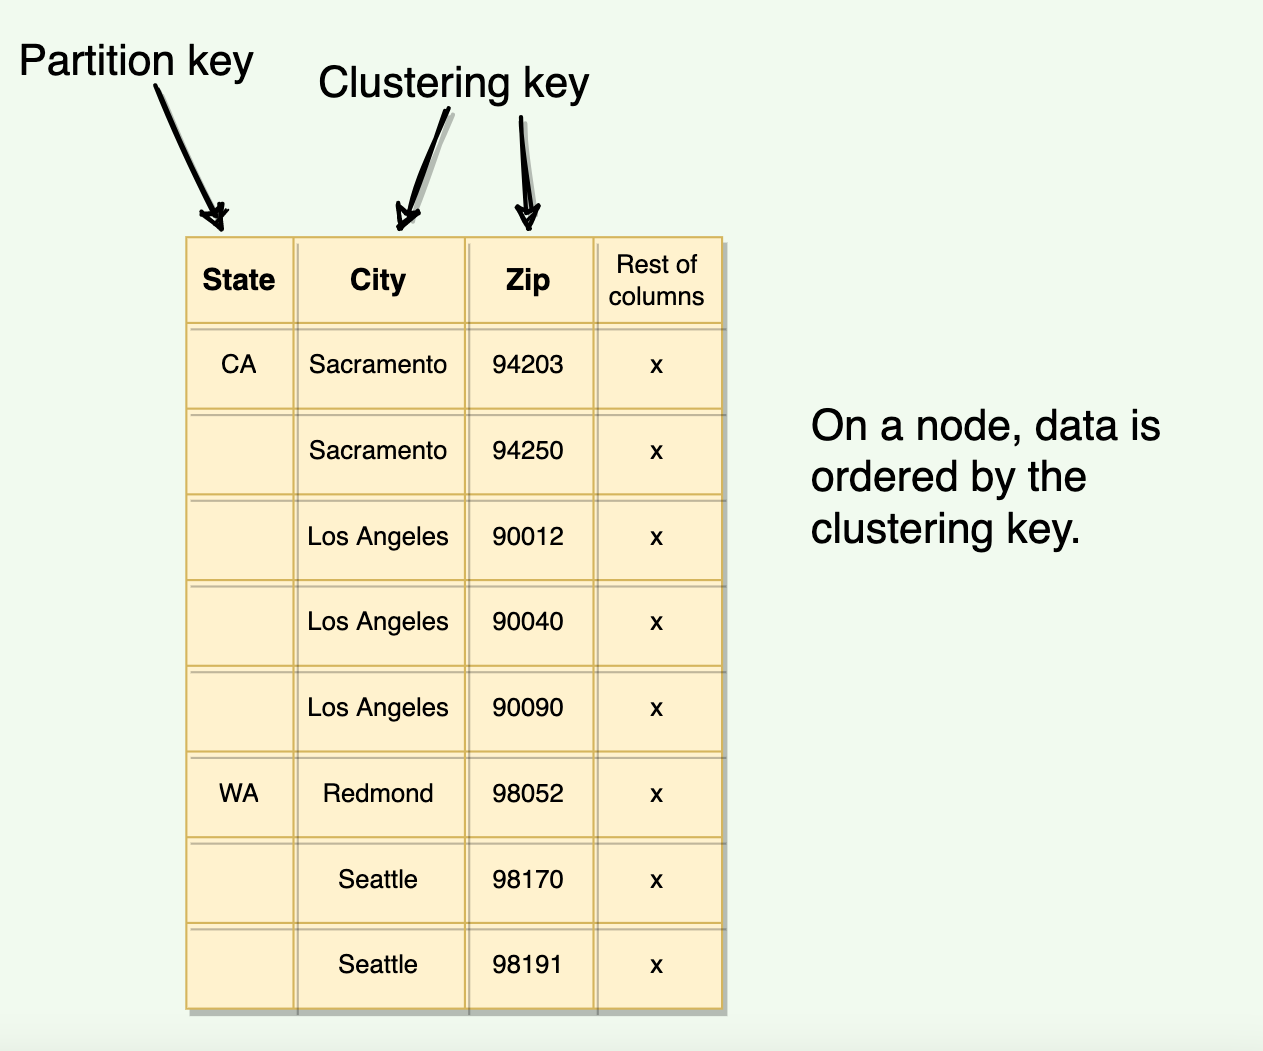 Partition key
Clustering key
State City Zip Rest of columns
CA Sacramento 94203 x
Sacramento 94250 x
Los Angeles 90012 x
Los Angeles 90040 x
Los Angeles 90090 x
WA Redmond 98052 x
Seattle 98170 x
Seattle 98191 x
On a node, data is
ordered by the
clustering key.